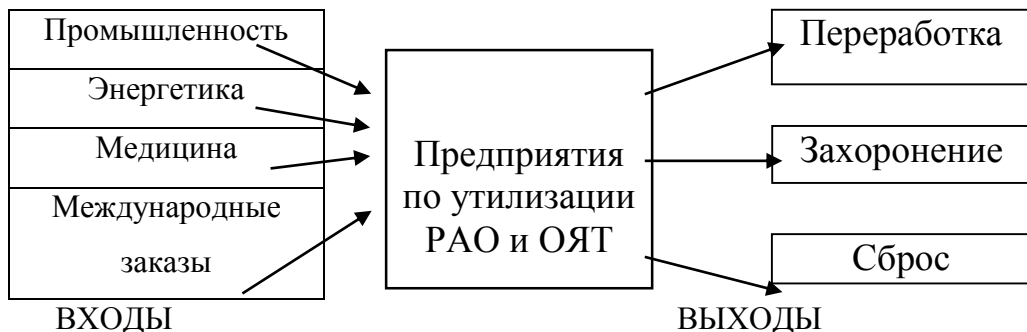 Промышленность
Энергетика
Медицина
Международные
заказы
ВХОДЫ
Предприятия
по утилизации
РАО и ОЯТ
Переработка
Захоронение
Сброс
ВЫХОДЫ